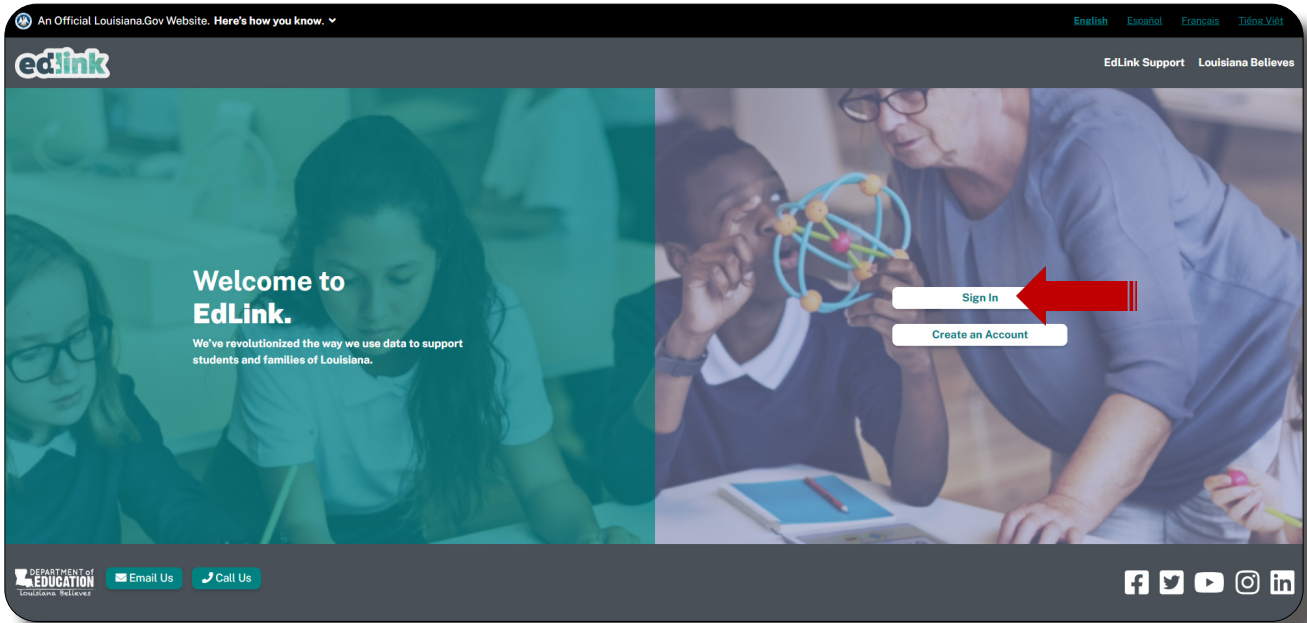 An Official Louisiana.Gov Website. Here's how you know.
English Español Français Tiếng Việt
edlink
EdLink Support Louisiana Believes
Welcome to
EdLink.
We've revolutionized the way we use data to support
students and families of Louisiana.
Sign In
Create an Account
DEPARTMENT of
EDUCATION
Louisiana Believes
Email Us
Call Us